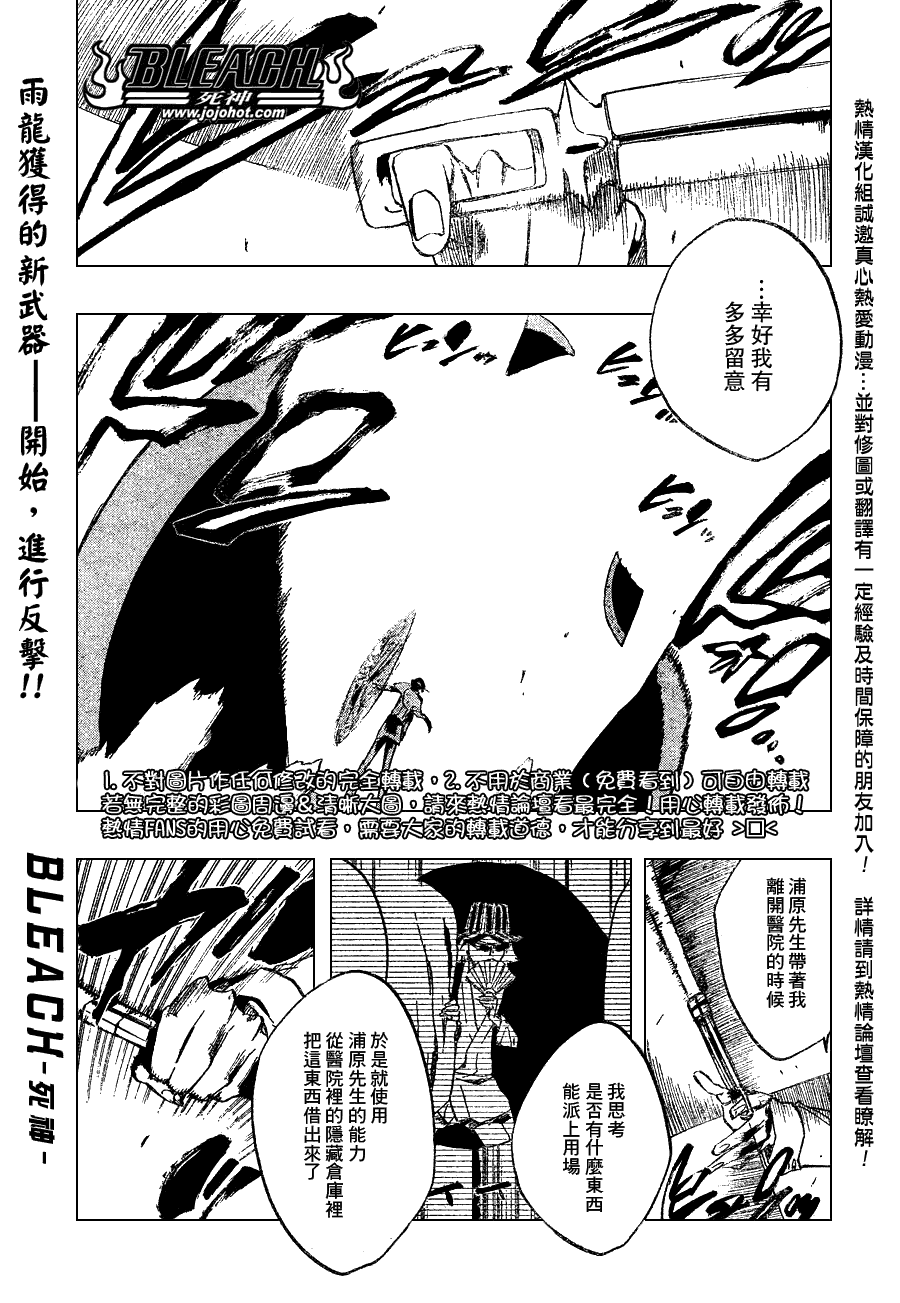 熱情漢化組誠邀真心熱愛動漫…並對修圖或翻譯有一定經驗及時間保障的朋友加入！ 詳情請到熱情論壇查看瞭解！
BLEACH
死神
www.jojohot.com
…幸好我有
多多留意
ヒュン
ヒュン
1. 不對圖片作任何修改的完全轉載，2. 不用於商業（免費看到）可自由轉載
若無完整的彩圖周漫&清晰大圖，請來熱情論壇看最完全！用心轉載發佈！
熱情FANS的用心免費試看，需要大家的轉載道德，才能分享到最好 >□<
浦原先生帶著我
離開醫院的時候
我思考
是否有什麼東西
能派上用場
於是就使用
浦原先生的能力
從醫院裡的隱藏倉庫裡
把這東西借出來了
雨龍獲得的新武器——開始，進行反擊!!
BLEACH-死神-